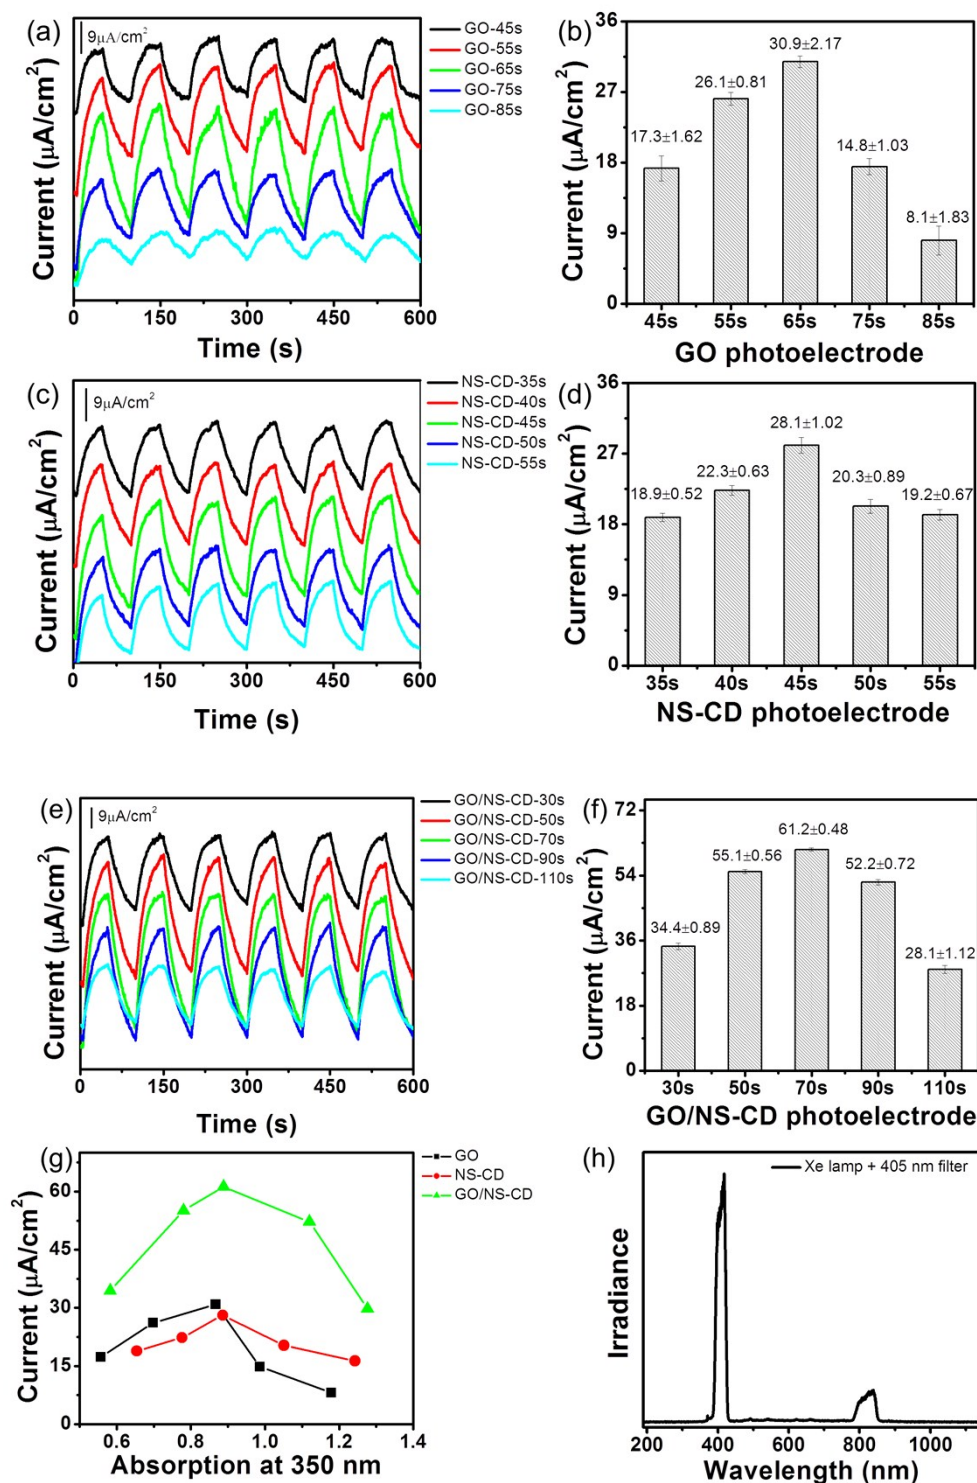 (a)
9μA/cm²
GO-45s
GO-55s
GO-65s
GO-75s
GO-85s
Current (μA/cm²)
0 150 300 450 600
Time (s)
(b)
36
27
18
9
0
Current (μA/cm²)
17.3±1.62
26.1±0.81
30.9±2.17
14.8±1.03
8.1±1.83
45s 55s 65s 75s 85s
GO photoelectrode
(c)
9μA/cm²
NS-CD-35s
NS-CD-40s
NS-CD-45s
NS-CD-50s
NS-CD-55s
Current (μA/cm²)
0 150 300 450 600
Time (s)
(d)
36
27
18
9
0
Current (μA/cm²)
18.9±0.52
22.3±0.63
28.1±1.02
20.3±0.89
19.2±0.67
35s 40s 45s 50s 55s
NS-CD photoelectrode
(e)
9μA/cm²
GO/NS-CD-30s
GO/NS-CD-50s
GO/NS-CD-70s
GO/NS-CD-90s
GO/NS-CD-110s
Current (μA/cm²)
0 150 300 450 600
Time (s)
(f)
72
54
36
18
0
Current (μA/cm²)
34.4±0.89
55.1±0.56
61.2±0.48
52.2±0.72
28.1±1.12
30s 50s 70s 90s 110s
GO/NS-CD photoelectrode
(g)
GO
NS-CD
GO/NS-CD
60
45
30
15
0
Current (μA/cm²)
0.6 0.8 1.0 1.2 1.4
Absorption at 350 nm
(h)
Xe lamp + 405 nm filter
Irradiance
200 400 600 800 1000
Wavelength (nm)